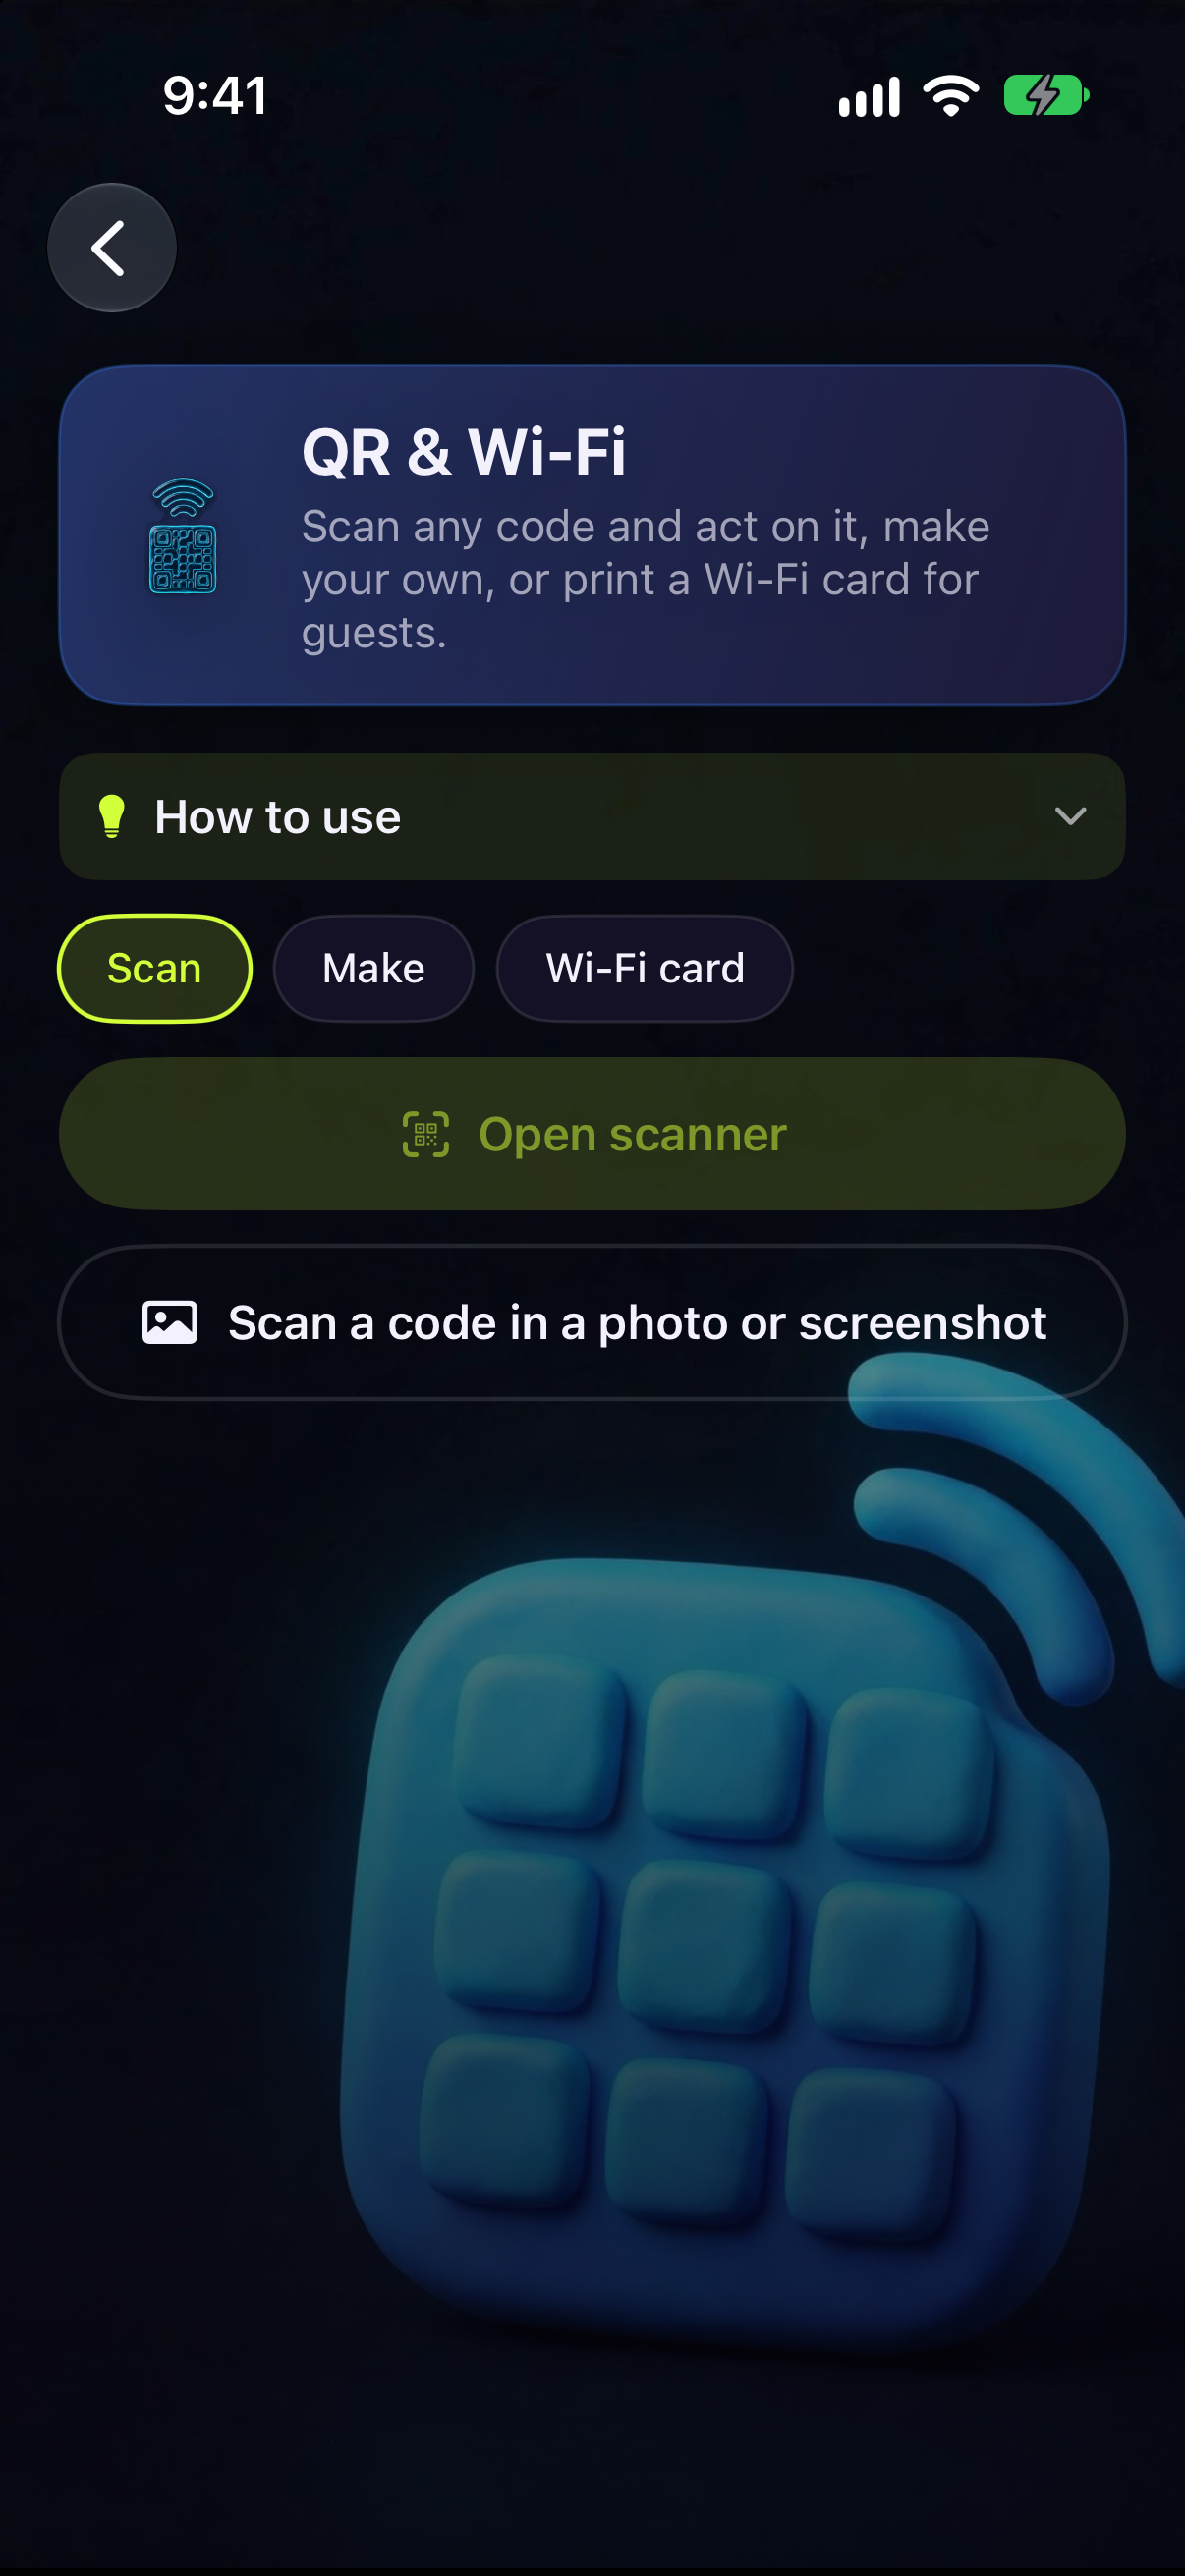 9:41
QR & Wi-Fi
Scan any code and act on it, make
your own, or print a Wi-Fi card for
guests.
How to use
Scan
Make
Wi-Fi card
Open scanner
Scan a code in a photo or screenshot